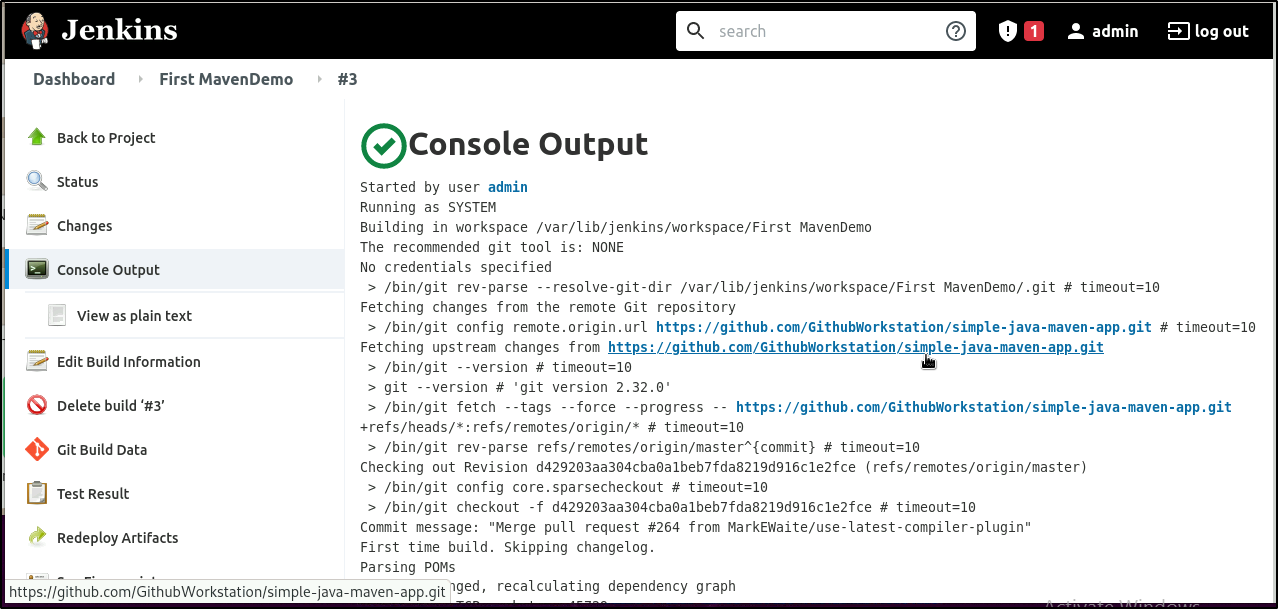 Jenkins
search
1
admin
log out
Dashboard
First MavenDemo
#3
Back to Project
Status
Changes
Console Output
View as plain text
Edit Build Information
Delete build ‘#3’
Git Build Data
Test Result
Redeploy Artifacts
https://github.com/GithubWorkstation/simple-java-maven-app.git
Console Output
Started by user admin
Running as SYSTEM
Building in workspace /var/lib/jenkins/workspace/First MavenDemo
The recommended git tool is: NONE
No credentials specified
> /bin/git rev-parse --resolve-git-dir /var/lib/jenkins/workspace/First MavenDemo/.git # timeout=10
Fetching changes from the remote Git repository
> /bin/git config remote.origin.url https://github.com/GithubWorkstation/simple-java-maven-app.git # timeout=10
Fetching upstream changes from https://github.com/GithubWorkstation/simple-java-maven-app.git
> /bin/git --version # timeout=10
> git --version # 'git version 2.32.0'
> /bin/git fetch --tags --force --progress -- https://github.com/GithubWorkstation/simple-java-maven-app.git
+refs/heads/*:refs/remotes/origin/* # timeout=10
> /bin/git rev-parse refs/remotes/origin/master^{commit} # timeout=10
Checking out Revision d429203aa304cba0a1beb7fda8219d916c1e2fce (refs/remotes/origin/master)
> /bin/git config core.sparsecheckout # timeout=10
> /bin/git checkout -f d429203aa304cba0a1beb7fda8219d916c1e2fce # timeout=10
Commit message: "Merge pull request #264 from MarkEWaite/use-latest-compiler-plugin"
First time build. Skipping changelog.
Parsing POMs
nged, recalculating dependency graph
Activate Windows